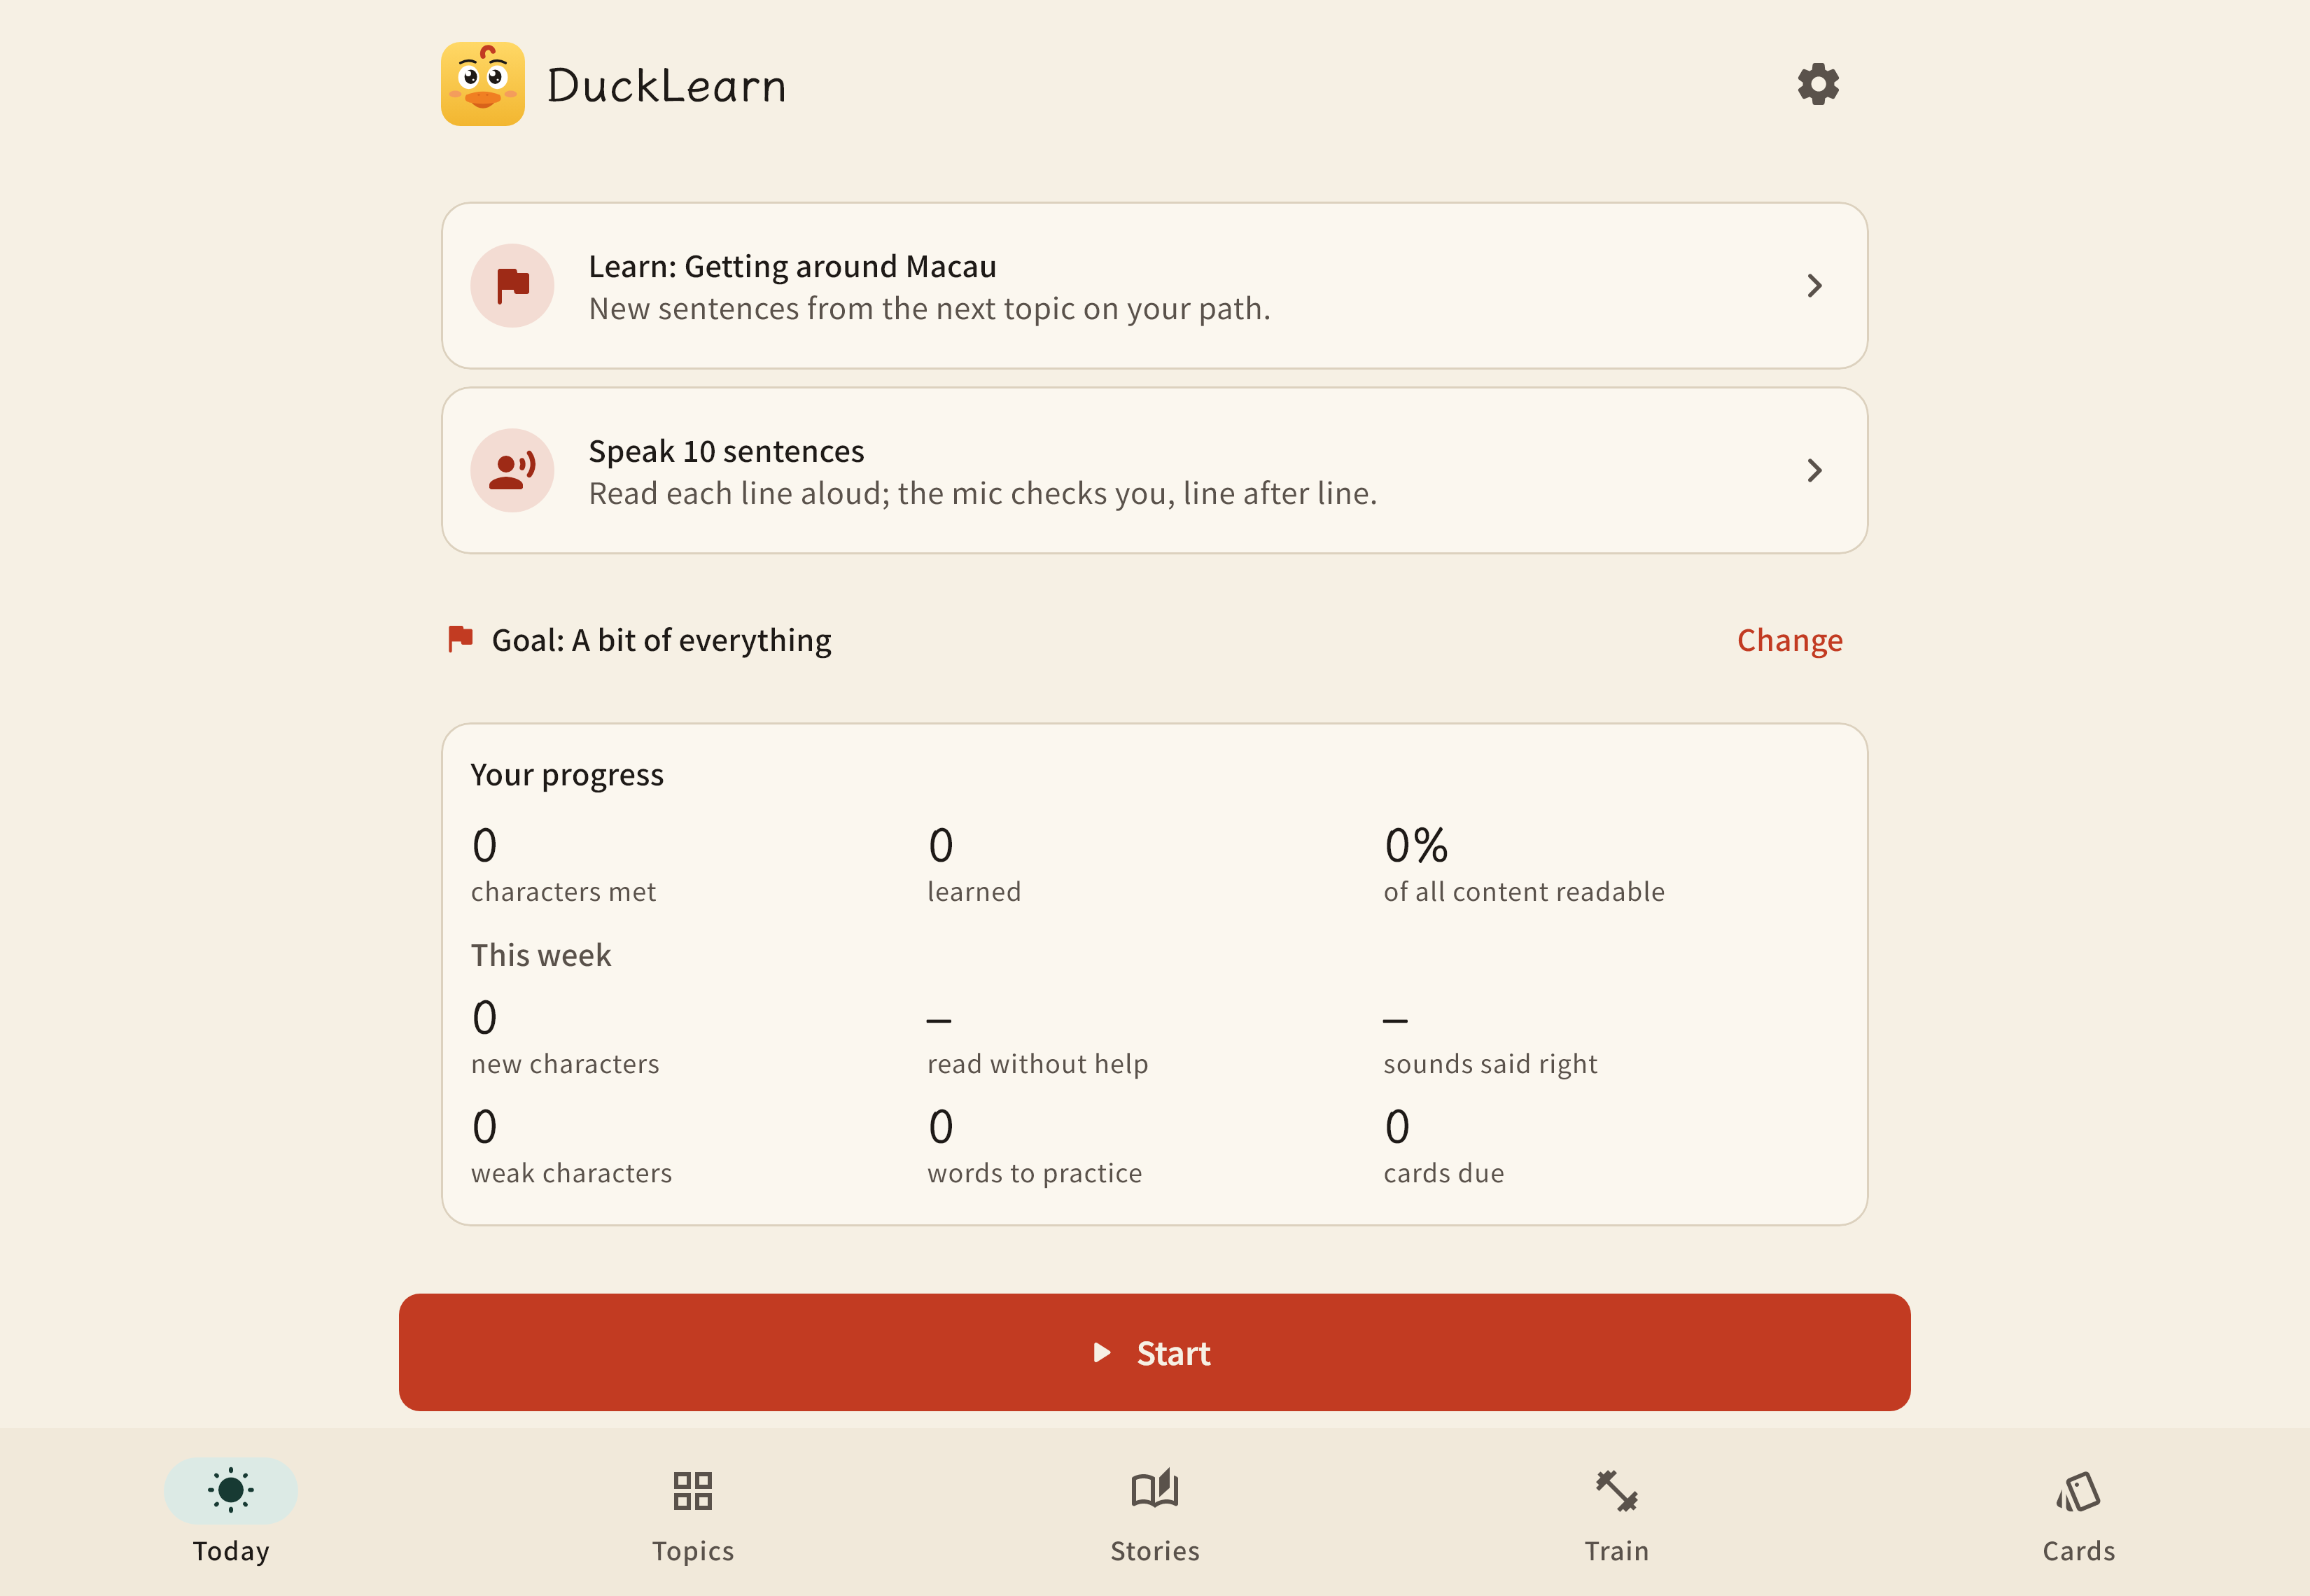 DuckLearn
Learn: Getting around Macau
New sentences from the next topic on your path.
Speak 10 sentences
Read each line aloud; the mic checks you, line after line.
Goal: A bit of everything
Change
Your progress
0 0 0%
characters met learned of all content readable
This week
0 – –
new characters read without help sounds said right
0 0 0
weak characters words to practice cards due
Start
Today Topics Stories Train Cards